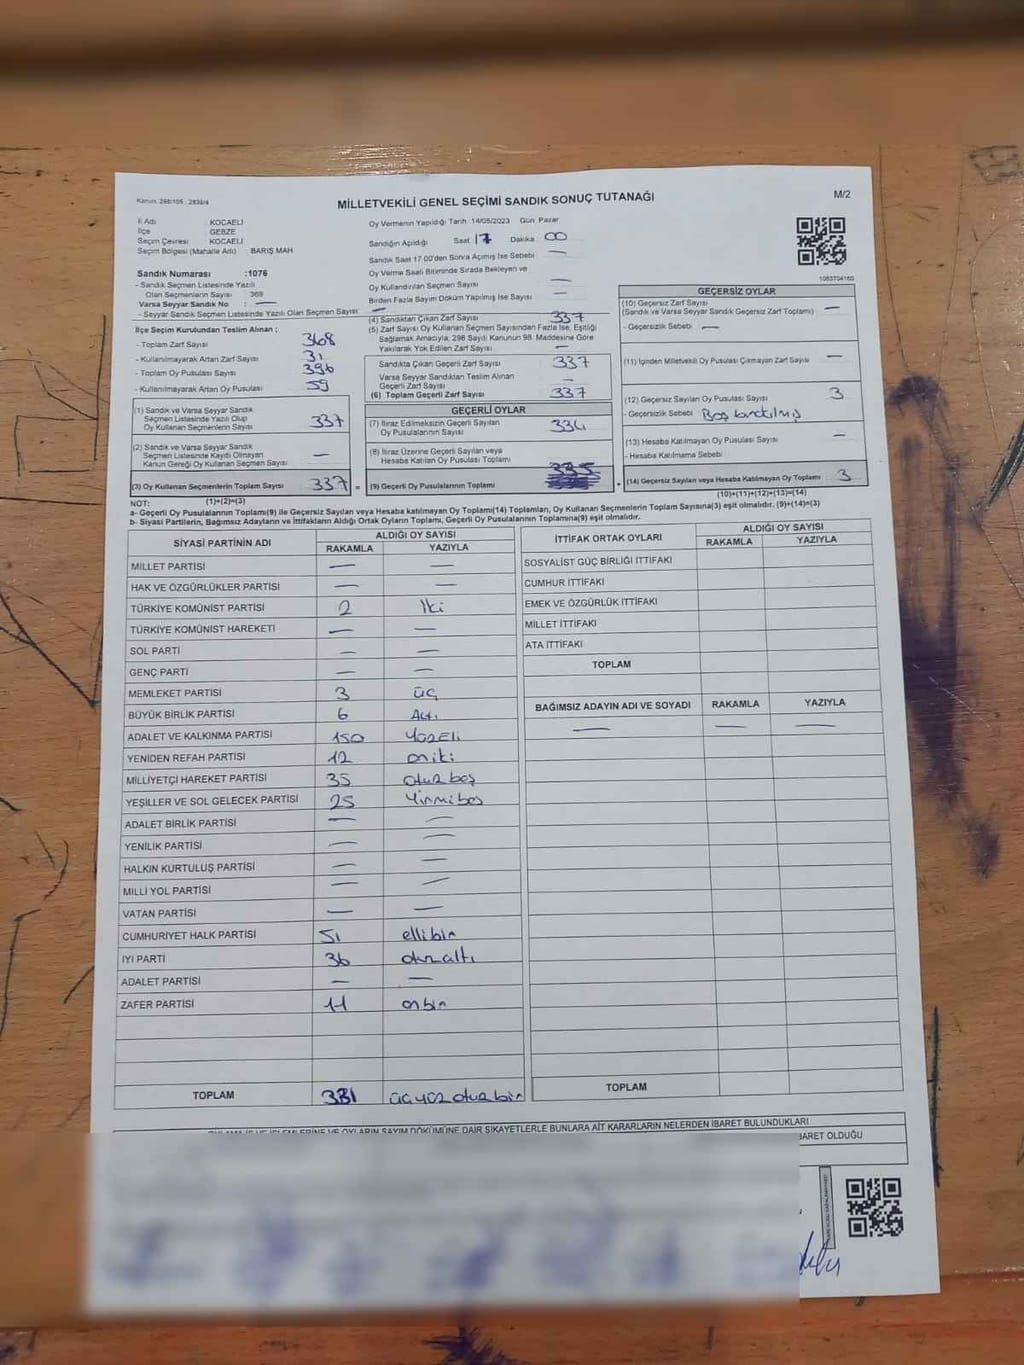 Kanun: 298/105 , 2839/4
MİLLETVEKİLİ GENEL SEÇİMİ SANDIK SONUÇ TUTANAĞI
M/2
İl Adı KOCAELİ
İlçe GEBZE
Seçim Çevresi KOCAELİ
Seçim Bölgesi (Mahalle Adı) BARIŞ MAH
Sandık Numarası :1076
- Sandık Seçmen Listesinde Yazılı
Olan Seçmenlerin Sayısı 369
Varsa Seyyar Sandık No : —
- Seyyar Sandık Seçmen Listesinde Yazılı Olan Seçmen Sayısı —
Oy Vermenin Yapıldığı Tarih :14/05/2023 Gün: Pazar
Sandığın Açıldığı Saat 17 Dakika 00
Sandık Saat 17.00'den Sonra Açılmış İse Sebebi —
Oy Verme Saati Bitiminde Sırada Bekleyen ve
Oy Kullandırılan Seçmen Sayısı —
Birden Fazla Sayım Döküm Yapılmış İse Sayısı —
İlçe Seçim Kurulundan Teslim Alınan ;
- Toplam Zarf Sayısı 368
- Kullanılmayarak Artan Zarf Sayısı 31
- Toplam Oy Pusulası Sayısı 396
- Kullanılmayarak Artan Oy Pusulası 59
(1) Sandık ve Varsa Seyyar Sandık
Seçmen Listesinde Yazılı Olup
Oy Kullanan Seçmenlerin Sayısı 337
(2) Sandık ve Varsa Seyyar Sandık
Seçmen Listesinde Kaydı Olmayan
Kanun Gereği Oy Kullanan Seçmen Sayısı —
(3) Oy Kullanan Seçmenlerin Toplam Sayısı 337 =
(1)+(2)=(3)
(4) Sandıktan Çıkan Zarf Sayısı 337
(5) Zarf Sayısı Oy Kullanan Seçmen Sayısından Fazla İse, Eşitliği
Sağlamak Amacıyla, 298 Sayılı Kanunun 98. Maddesine Göre
Yakılarak Yok Edilen Zarf Sayısı —
Sandıkta Çıkan Geçerli Zarf Sayısı 337
Varsa Seyyar Sandıktan Teslim Alınan
Geçerli Zarf Sayısı —
(6) Toplam Geçerli Zarf Sayısı 337
GEÇERLİ OYLAR
(7) İtiraz Edilmeksizin Geçerli Sayılan
Oy Pusulalarının Sayısı 334
(8) İtiraz Üzerine Geçerli Sayılan veya
Hesaba Katılan Oy Pusulası Toplamı
(9) Geçerli Oy Pusulalarının Toplamı +
GEÇERSİZ OYLAR
(10) Geçersiz Zarf Sayısı
(Sandık ve Varsa Seyyar Sandık Geçersiz Zarf Toplamı) —
- Geçersizlik Sebebi —
(11) İçinden Milletvekili Oy Pusulası Çıkmayan Zarf Sayısı —
(12) Geçersiz Sayılan Oy Pusulası Sayısı 3
- Geçersizlik Sebebi
(13) Hesaba Katılmayan Oy Pusulası Sayısı —
- Hesaba Katılmama Sebebi
(14) Geçersiz Sayılan veya Hesaba Katılmayan Oy Toplamı 3
(10)+(11)+(12)+(13)=(14)
NOT:
a- Geçerli Oy Pusulalarının Toplamı(9) ile Geçersiz Sayılan veya Hesaba katılmayan Oy Toplamı(14) Toplamları, Oy Kullanan Seçmenlerin Toplam Sayısına(3) eşit olmalıdır. (9)+(14)=(3)
b- Siyasi Partilerin, Bağımsız Adayların ve İttifakların Aldığı Ortak Oyların Toplamı, Geçerli Oy Pusulalarının Toplamına(9) eşit olmalıdır.
SİYASİ PARTİNİN ADI
ALDIĞI OY SAYISI
RAKAMLA YAZIYLA
MİLLET PARTİSİ — —
HAK VE ÖZGÜRLÜKLER PARTİSİ — —
TÜRKİYE KOMÜNİST PARTİSİ 2 iki
TÜRKİYE KOMÜNİST HAREKETİ — —
SOL PARTİ — —
GENÇ PARTİ — —
MEMLEKET PARTİSİ 3 üç
BÜYÜK BİRLİK PARTİSİ 6 Altı
ADALET VE KALKINMA PARTİSİ 150 Yüzelli
YENİDEN REFAH PARTİSİ 12 oniki
MİLLİYETÇİ HAREKET PARTİSİ 35 otuzbeş
YEŞİLLER VE SOL GELECEK PARTİSİ 25 Yirmibeş
ADALET BİRLİK PARTİSİ — —
YENİLİK PARTİSİ — —
HALKIN KURTULUŞ PARTİSİ — —
MİLLİ YOL PARTİSİ — —
VATAN PARTİSİ — —
CUMHURİYET HALK PARTİSİ 51 ellibir
İYİ PARTİ 36 otuzaltı
ADALET PARTİSİ — —
ZAFER PARTİSİ 11 onbir
TOPLAM 331 üçyüzotuzbir
İTTİFAK ORTAK OYLARI
ALDIĞI OY SAYISI
RAKAMLA YAZIYLA
SOSYALİST GÜÇ BİRLİĞİ İTTİFAKI
CUMHUR İTTİFAKI
EMEK VE ÖZGÜRLÜK İTTİFAKI
MİLLET İTTİFAKI
ATA İTTİFAKI
TOPLAM
BAĞIMSIZ ADAYIN ADI VE SOYADI RAKAMLA YAZIYLA
— — —
TOPLAM
OYLARIN SAYIM DÖKÜMÜNE DAİR ŞİKAYETLERLE BUNLARA AİT KARARLARIN NELERDEN İBARET BULUNDUKLARI
İBARET OLDUĞU